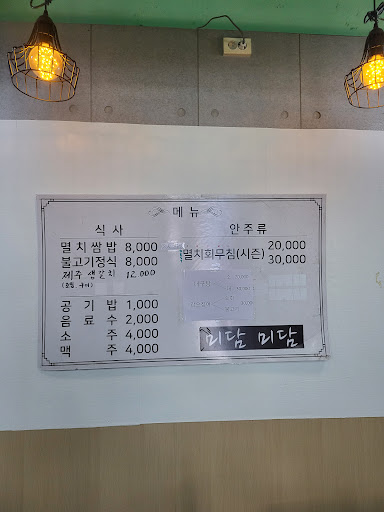 메 뉴
식 사
멸치쌈밥 8,000
불고기정식 8,000
제주 생갈치 12,000
공 기 밥 1,000
음 료 수 2,000
소 주 4,000
맥 주 4,000
안 주 류
멸치회무침(시즌) 20,000
30,000
미담 미담